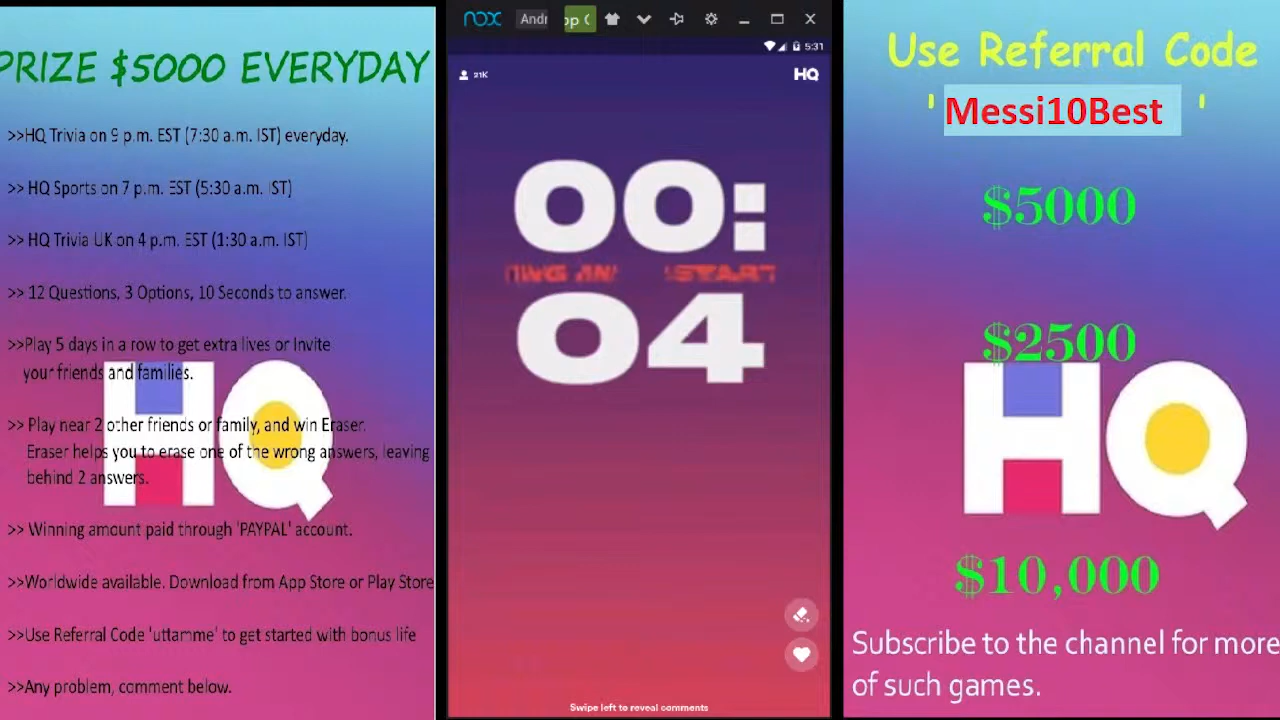 PRIZE $5000 EVERYDAY
>>HQ Trivia on 9 p.m. EST (7:30 a.m. IST) everyday.
>> HQ Sports on 7 p.m. EST (5:30 a.m. IST)
>> HQ Trivia UK on 4 p.m. EST (1:30 a.m. IST)
>> 12 Questions, 3 Options, 10 Seconds to answer.
>>Play 5 days in a row to get extra lives or Invite
your friends and families.
>> Play near 2 other friends or family, and win Eraser.
Eraser helps you to erase one of the wrong answers, leaving
behind 2 answers.
HQ
>> Winning amount paid through 'PAYPAL' account.
>>Worldwide available. Download from App Store or Play Store
>>Use Referral Code 'uttamme' to get started with bonus life
>>Any problem, comment below.
nox Andr pp
5:31
21K HQ
00:
04
Swipe left to reveal comments
Use Referral Code
' Messi10Best '
$5000
$2500
HQ
$10,000
Subscribe to the channel for more
of such games.